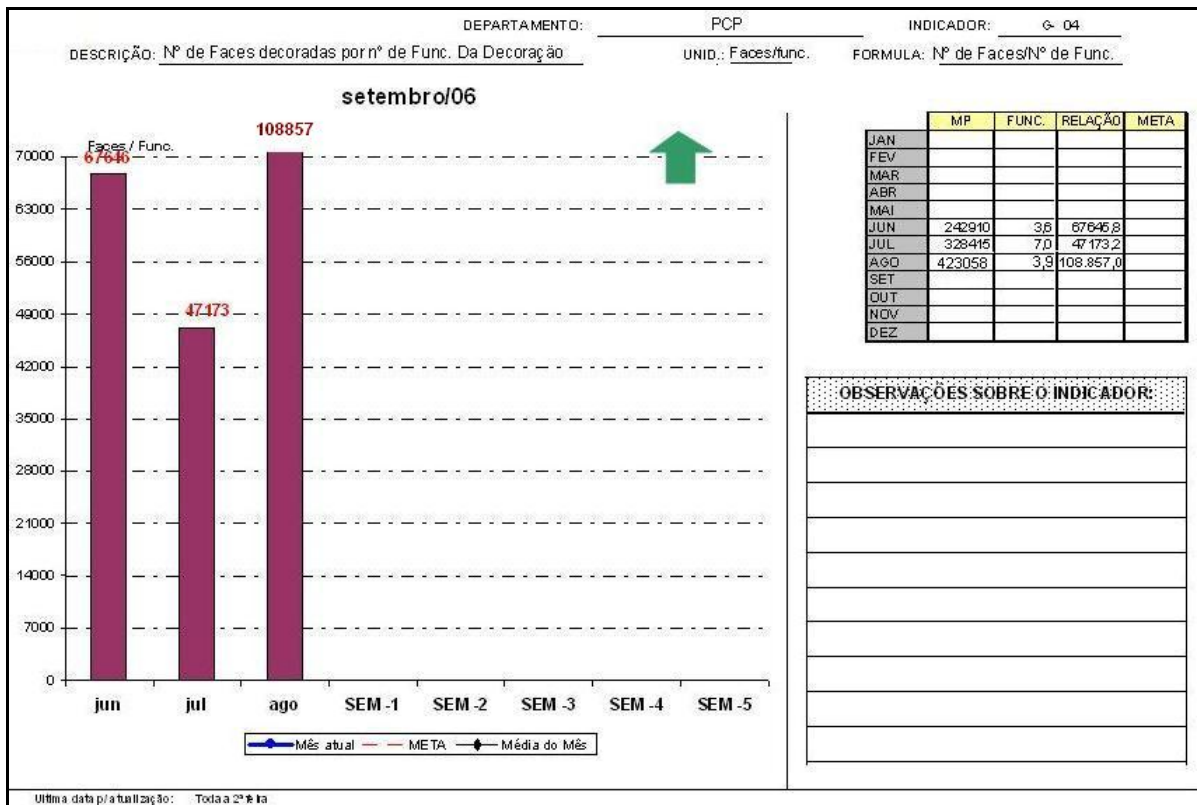 DEPARTAMENTO: PCP INDICADOR: G- 04
DESCRIÇÃO: Nº de Faces decoradas por nº de Func. Da Decoração UNID.: Faces/func. FORMULA: Nº de Faces/Nº de Func.
setembro/06
Faces / Func.
67646
47173
108857
70000
63000
56000
49000
42000
35000
28000
21000
14000
7000
0
jun jul ago SEM -1 SEM -2 SEM -3 SEM -4 SEM -5
Mês atual META Média do Mês
MP FUNC. RELAÇÃO META
JAN
FEV
MAR
ABR
MAI
JUN 242910 3,6 67645,8
JUL 328415 7,0 47173,2
AGO 423058 3,9 108.857,0
SET
OUT
NOV
DEZ
OBSERVAÇÕES SOBRE O INDICADOR:
Ultima data p/ atualização: Toda a 2ª feira